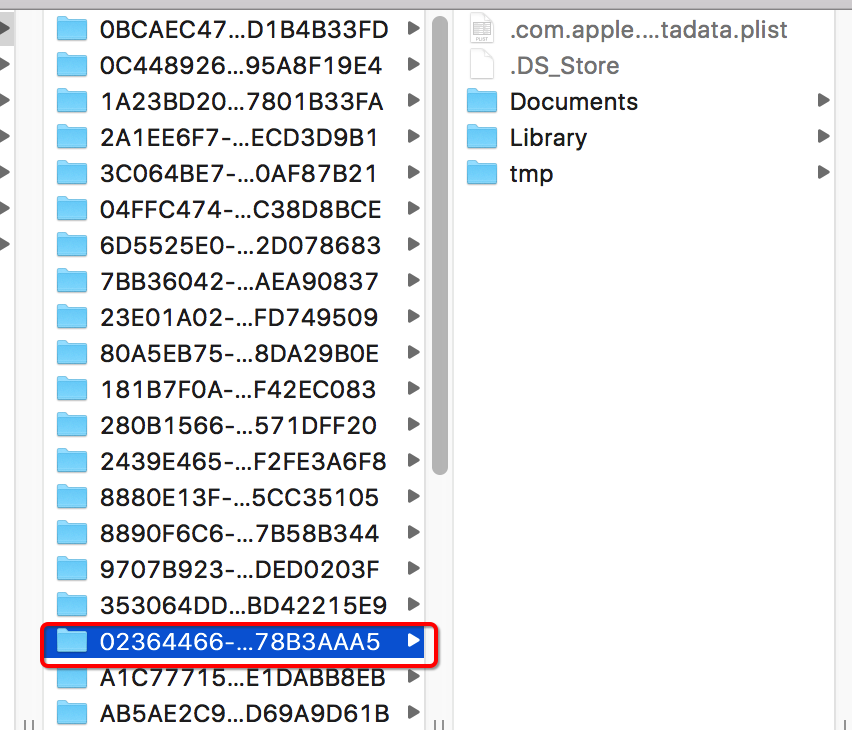 0BCAEC47...D1B4B33FD
0C448926...95A8F19E4
1A23BD20...7801B33FA
2A1EE6F7-...ECD3D9B1
3C064BE7-...0AF87B21
04FFC474-...C38D8BCE
6D5525E0-...2D078683
7BB36042-...AEA90837
23E01A02-...FD749509
80A5EB75-...8DA29B0E
181B7F0A-...F42EC083
280B1566-...571DFF20
2439E465-...F2FE3A6F8
8880E13F-...5CC35105
8890F6C6-...7B58B344
9707B923-...DED0203F
353064DD...BD42215E9
02364466-...78B3AAA5
A1C77715...E1DABB8EB
AB5AE2C9...D69A9D61B
.com.apple....tadata.plist
.DS_Store
Documents
Library
tmp